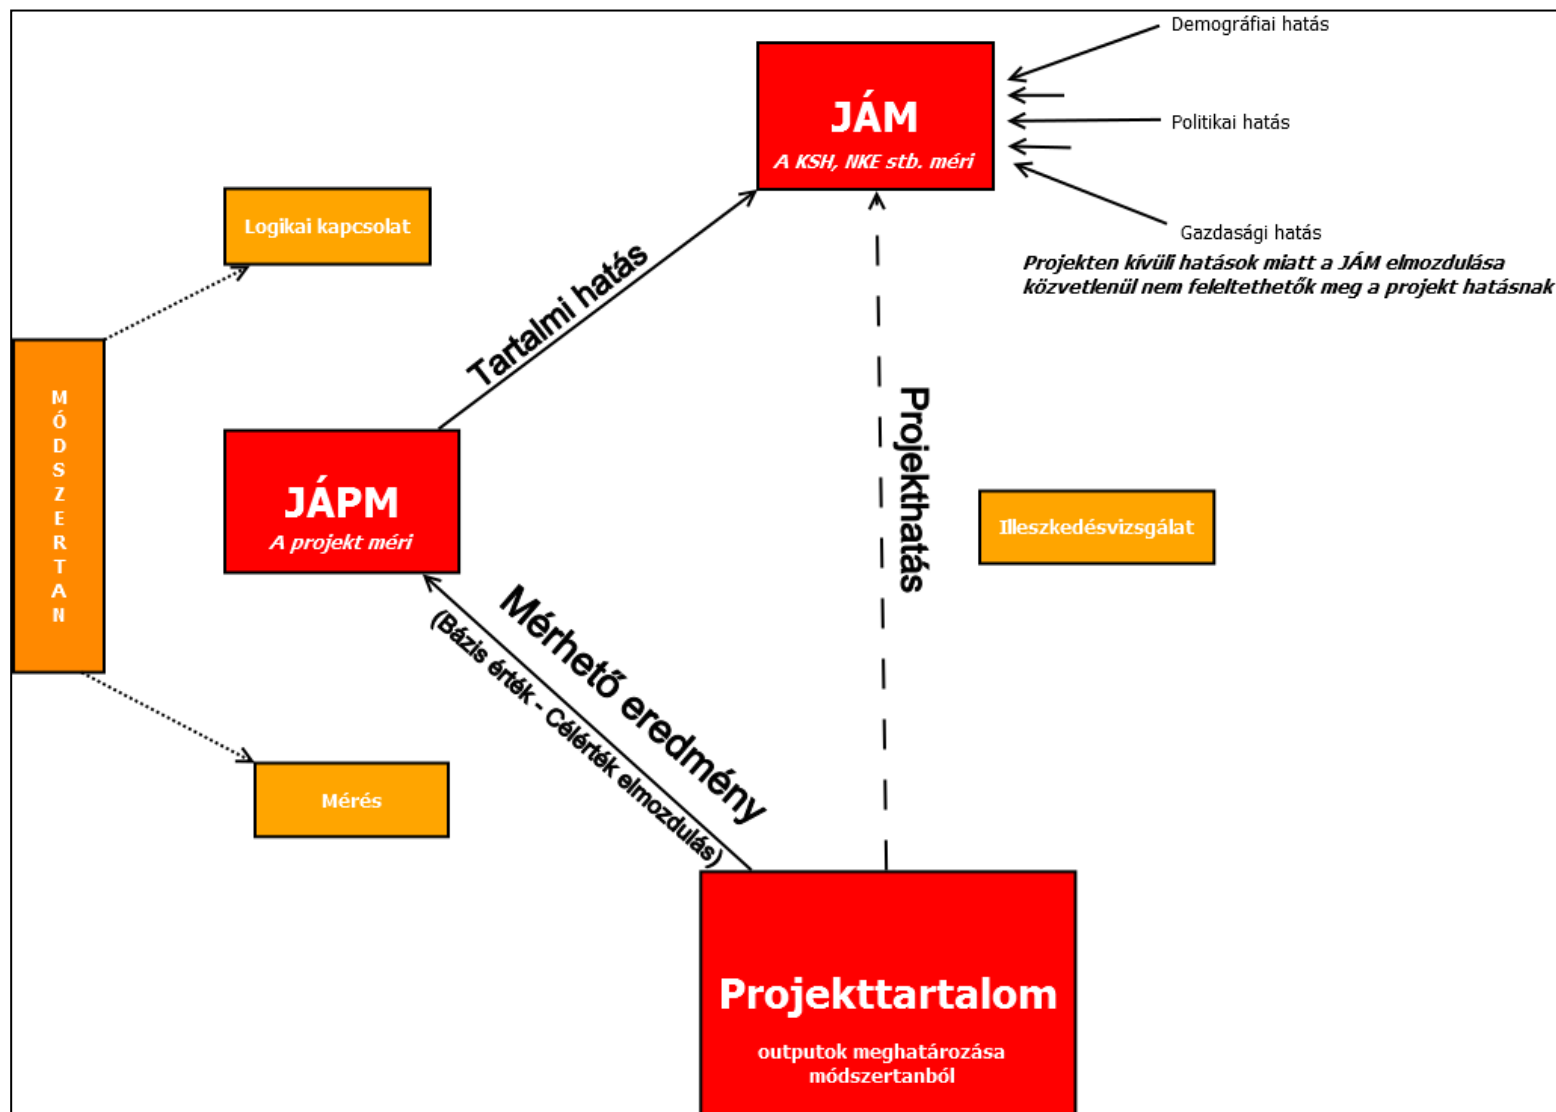 Demográfiai hatás
JÁM
A KSH, NKE stb. méri
Politikai hatás
Gazdasági hatás
Projekten kívüli hatások miatt a JÁM elmozdulása
közvetlenül nem feleltethetők meg a projekt hatásnak
Logikai kapcsolat
Tartalmi hatás
MÓDSZERTAN
JÁPM
A projekt méri
Projekthatás
Illeszkedésvizsgálat
Mérhető eredmény
(Bázis érték - Célérték elmozdulás)
Mérés
Projekttartalom
outputok meghatározása
módszertanból